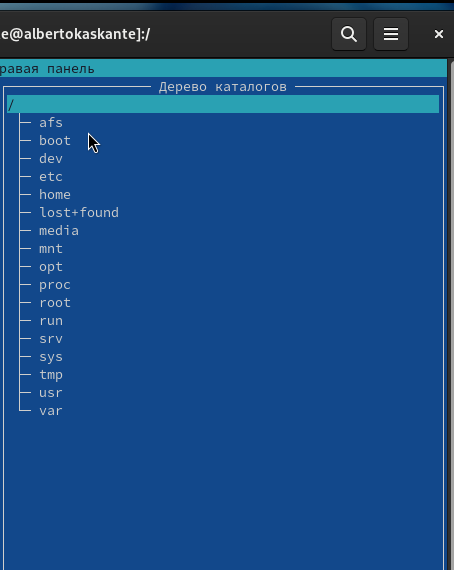 e@albertokaskante]:/
равая панель
Дерево каталогов
/
afs
boot
dev
etc
home
lost+found
media
mnt
opt
proc
root
run
srv
sys
tmp
usr
var